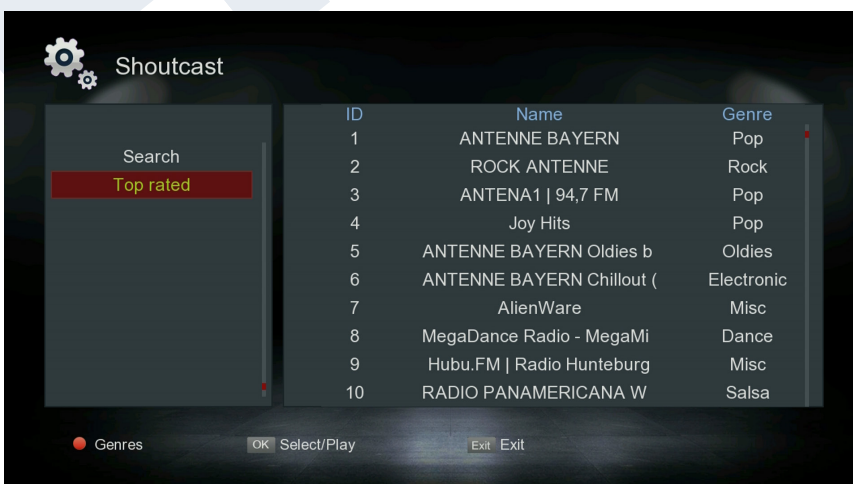 Shoutcast
Search
Top rated
ID Name Genre
1 ANTENNE BAYERN Pop
2 ROCK ANTENNE Rock
3 ANTENA1 | 94,7 FM Pop
4 Joy Hits Pop
5 ANTENNE BAYERN Oldies b Oldies
6 ANTENNE BAYERN Chillout ( Electronic
7 AlienWare Misc
8 MegaDance Radio - MegaMi Dance
9 Hubu.FM | Radio Hunteburg Misc
10 RADIO PANAMERICANA W Salsa
Genres OK Select/Play Exit Exit